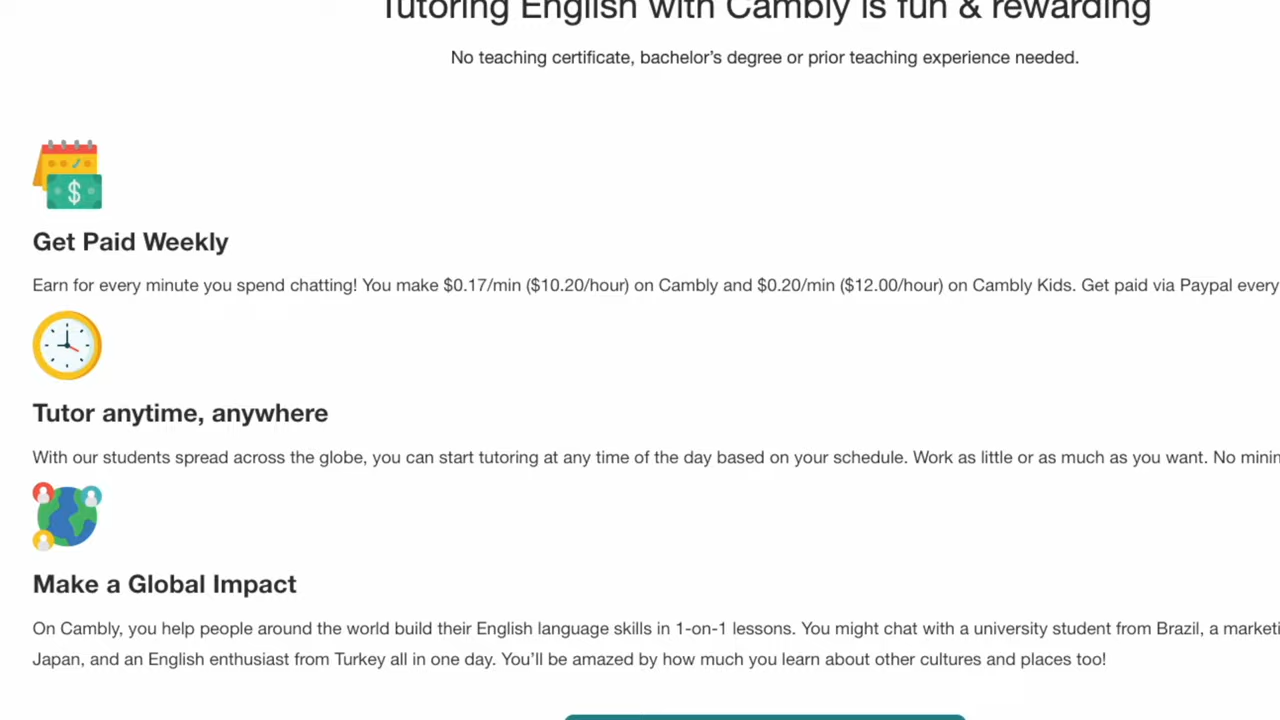 Tutoring English with Cambly is fun & rewarding
No teaching certificate, bachelor's degree or prior teaching experience needed.
$
Get Paid Weekly
Earn for every minute you spend chatting! You make $0.17/min ($10.20/hour) on Cambly and $0.20/min ($12.00/hour) on Cambly Kids. Get paid via Paypal every
Tutor anytime, anywhere
With our students spread across the globe, you can start tutoring at any time of the day based on your schedule. Work as little or as much as you want. No
Make a Global Impact
On Cambly, you help people around the world build their English language skills in 1-on-1 lessons. You might chat with a university student from Brazil, a
Japan, and an English enthusiast from Turkey all in one day. You'll be amazed by how much you learn about other cultures and places too!